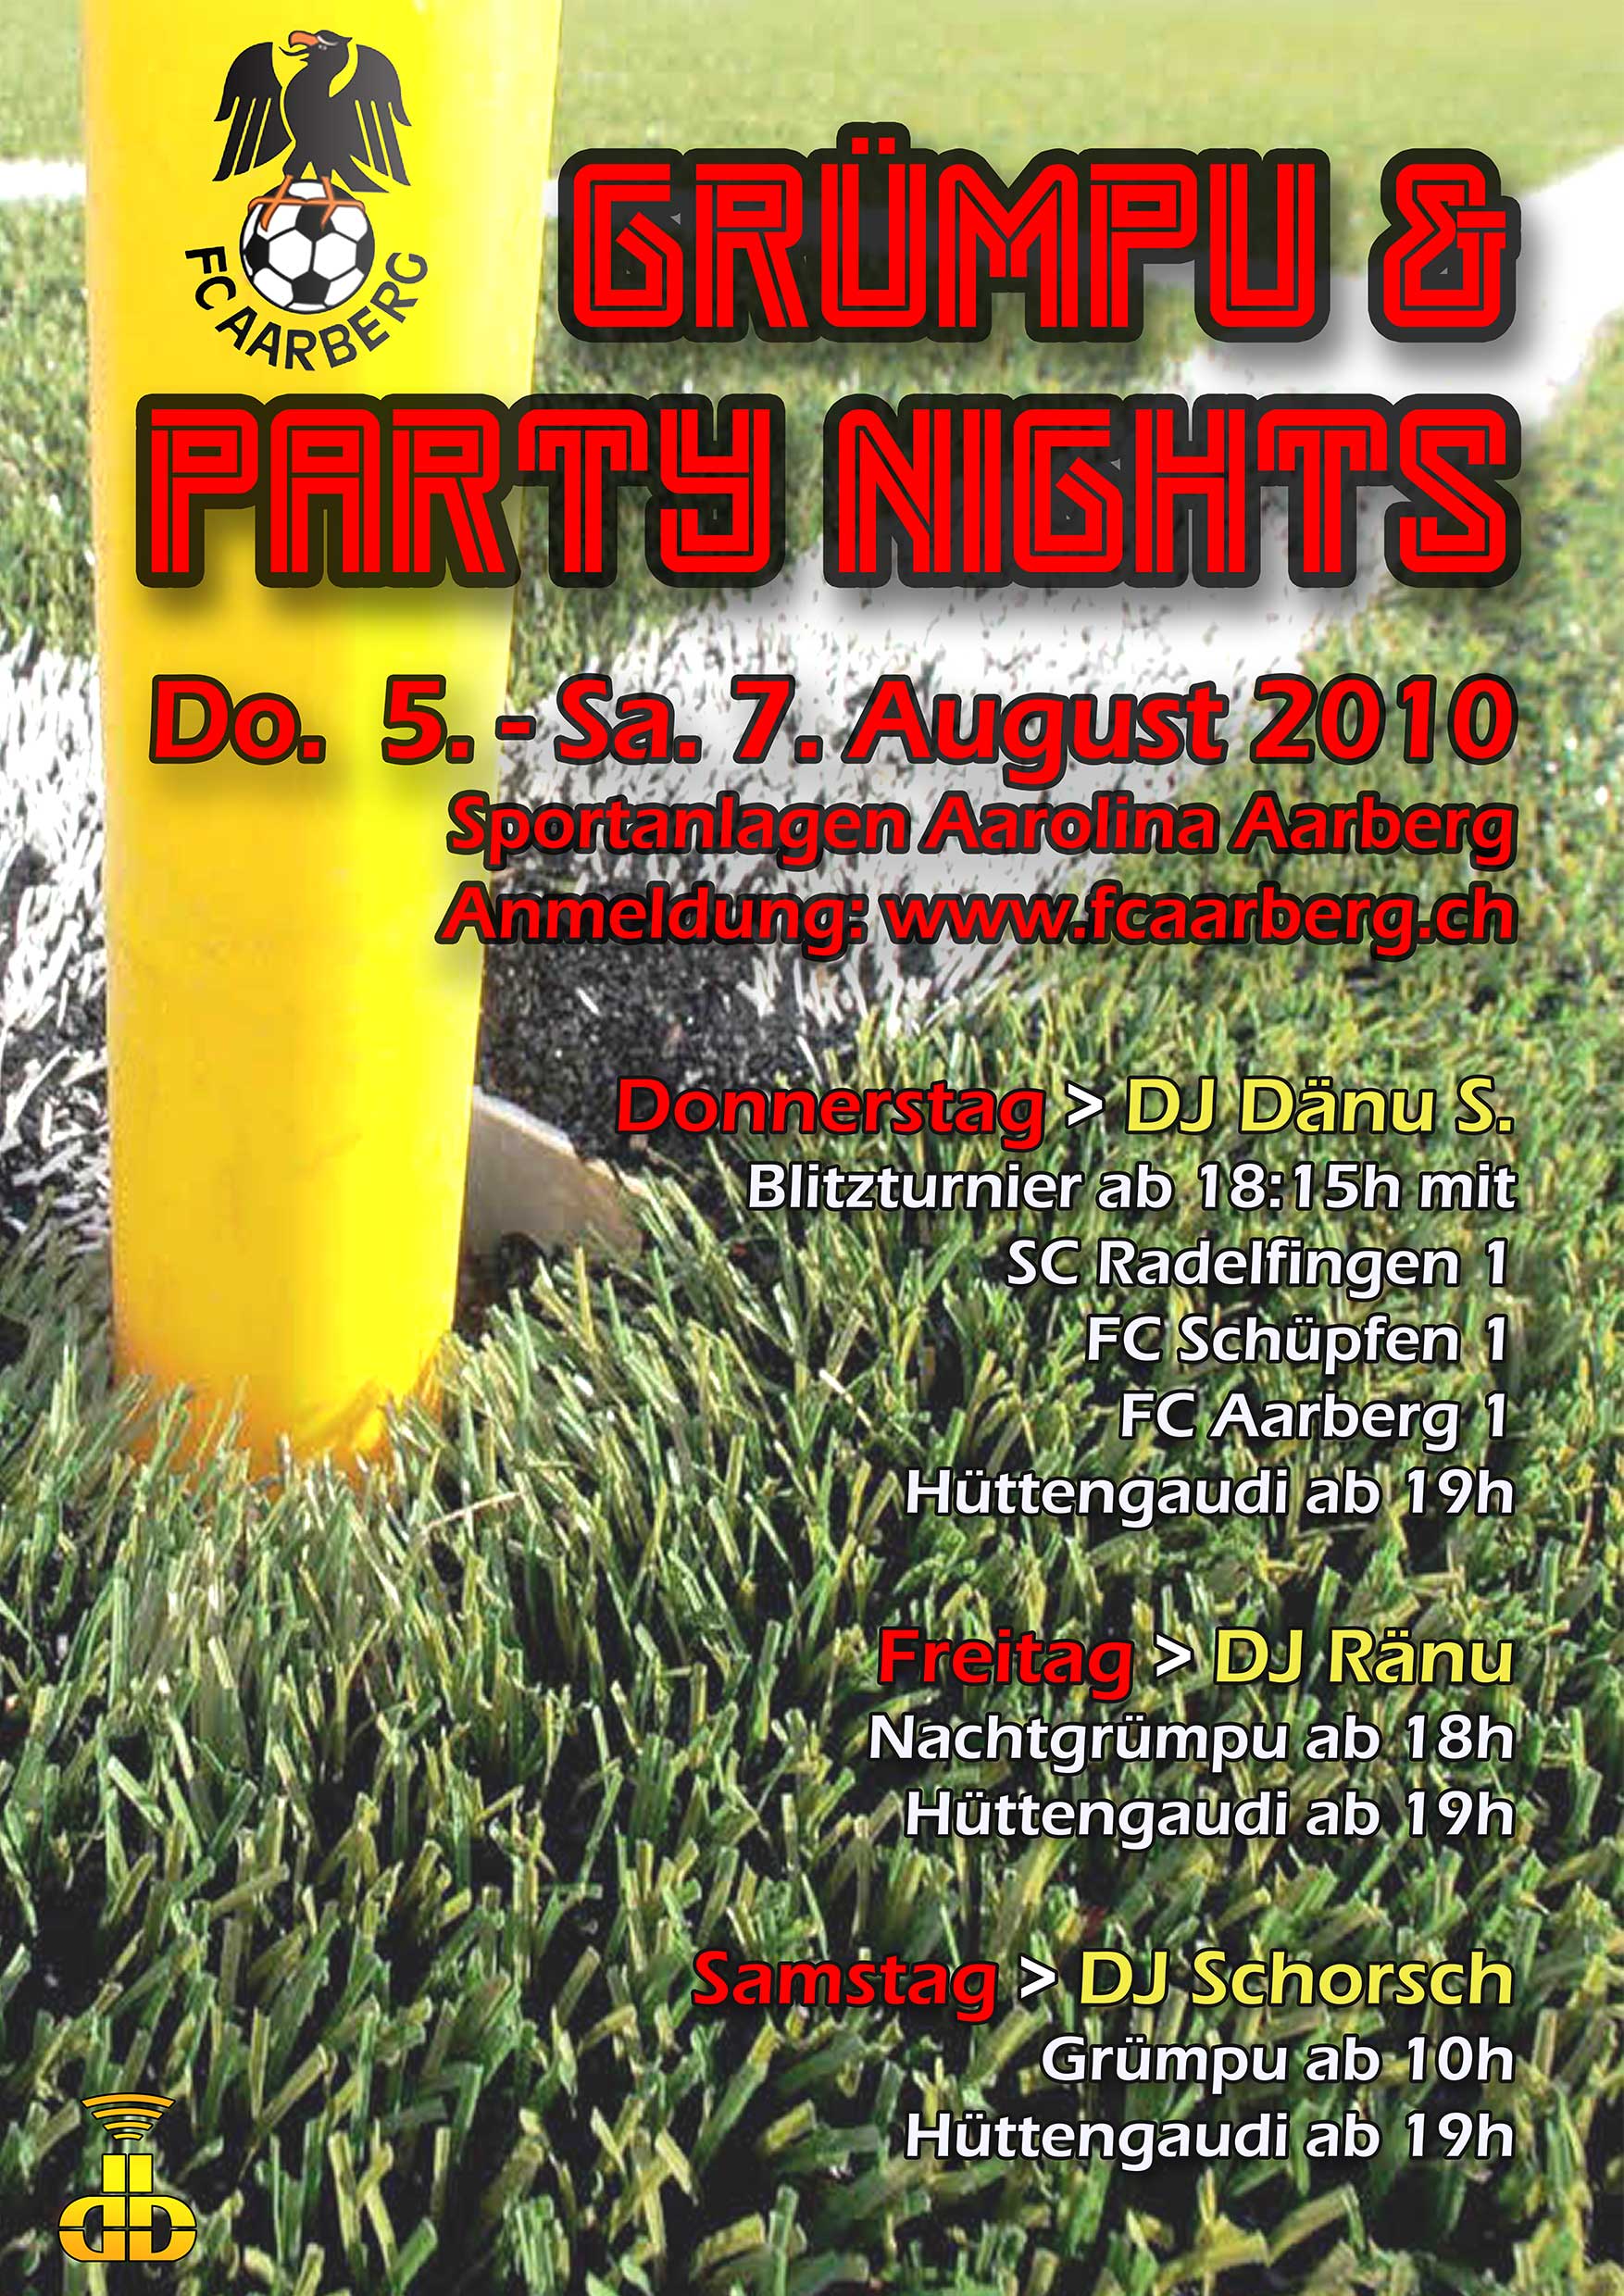 FC AARBERG
GRÜMPU &
PARTY NIGHTS
Do. 5. - Sa. 7. August 2010
Sportanlagen Aarolina Aarberg
Anmeldung: www.fcaarberg.ch
Donnerstag > DJ Dänu S.
Blitzturnier ab 18:15h mit
SC Radelfingen 1
FC Schüpfen 1
FC Aarberg 1
Hüttengaudi ab 19h
Freitag > DJ Ränu
Nachtgrümpu ab 18h
Hüttengaudi ab 19h
Samstag > DJ Schorsch
Grümpu ab 10h
Hüttengaudi ab 19h